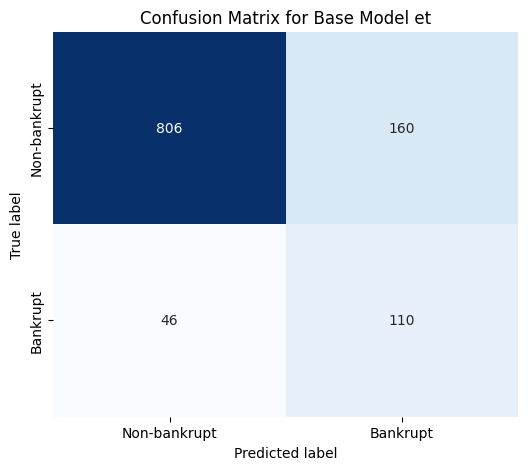 Confusion Matrix for Base Model et
True label
Non-bankrupt
806
160
Bankrupt
46
110
Non-bankrupt
Bankrupt
Predicted label